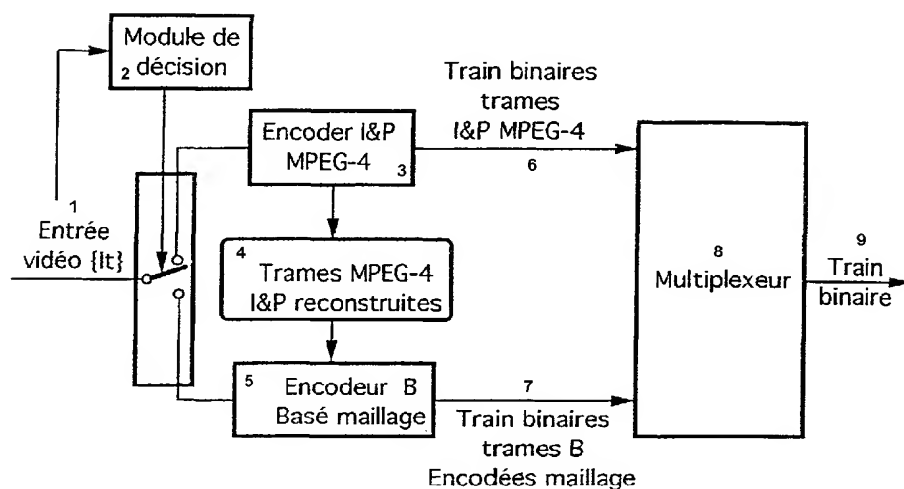 Module de
2 décision
Train binaires
trames
I&P MPEG-4
6
Encoder I&P
MPEG-4 3
1
Entrée
vidéo {It}
4
Trames MPEG-4
I&P reconstruites
8
Multiplexeur
9
Train
binaire
5 Encodeur B
Basé maillage
7
Train binaires
trames B
Encodées maillage